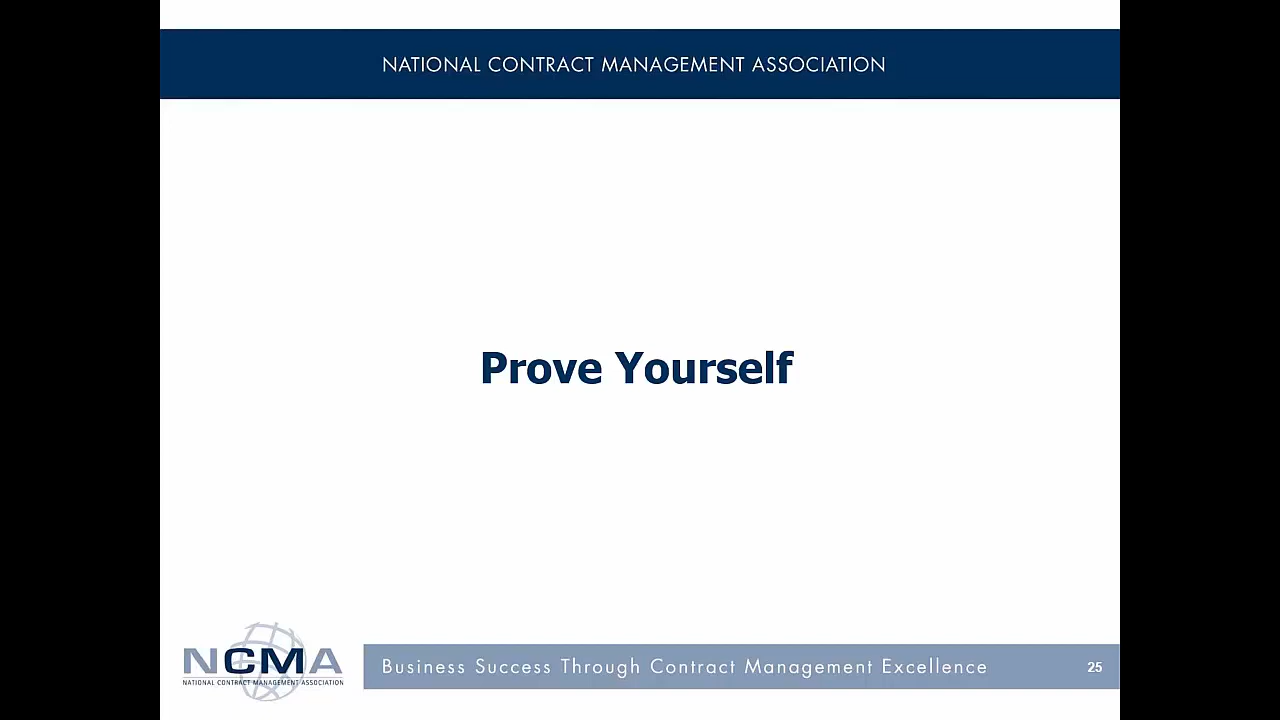 NATIONAL CONTRACT MANAGEMENT ASSOCIATION
Prove Yourself
NCMA
NATIONAL CONTRACT MANAGEMENT ASSOCIATION
Business Success Through Contract Management Excellence
25